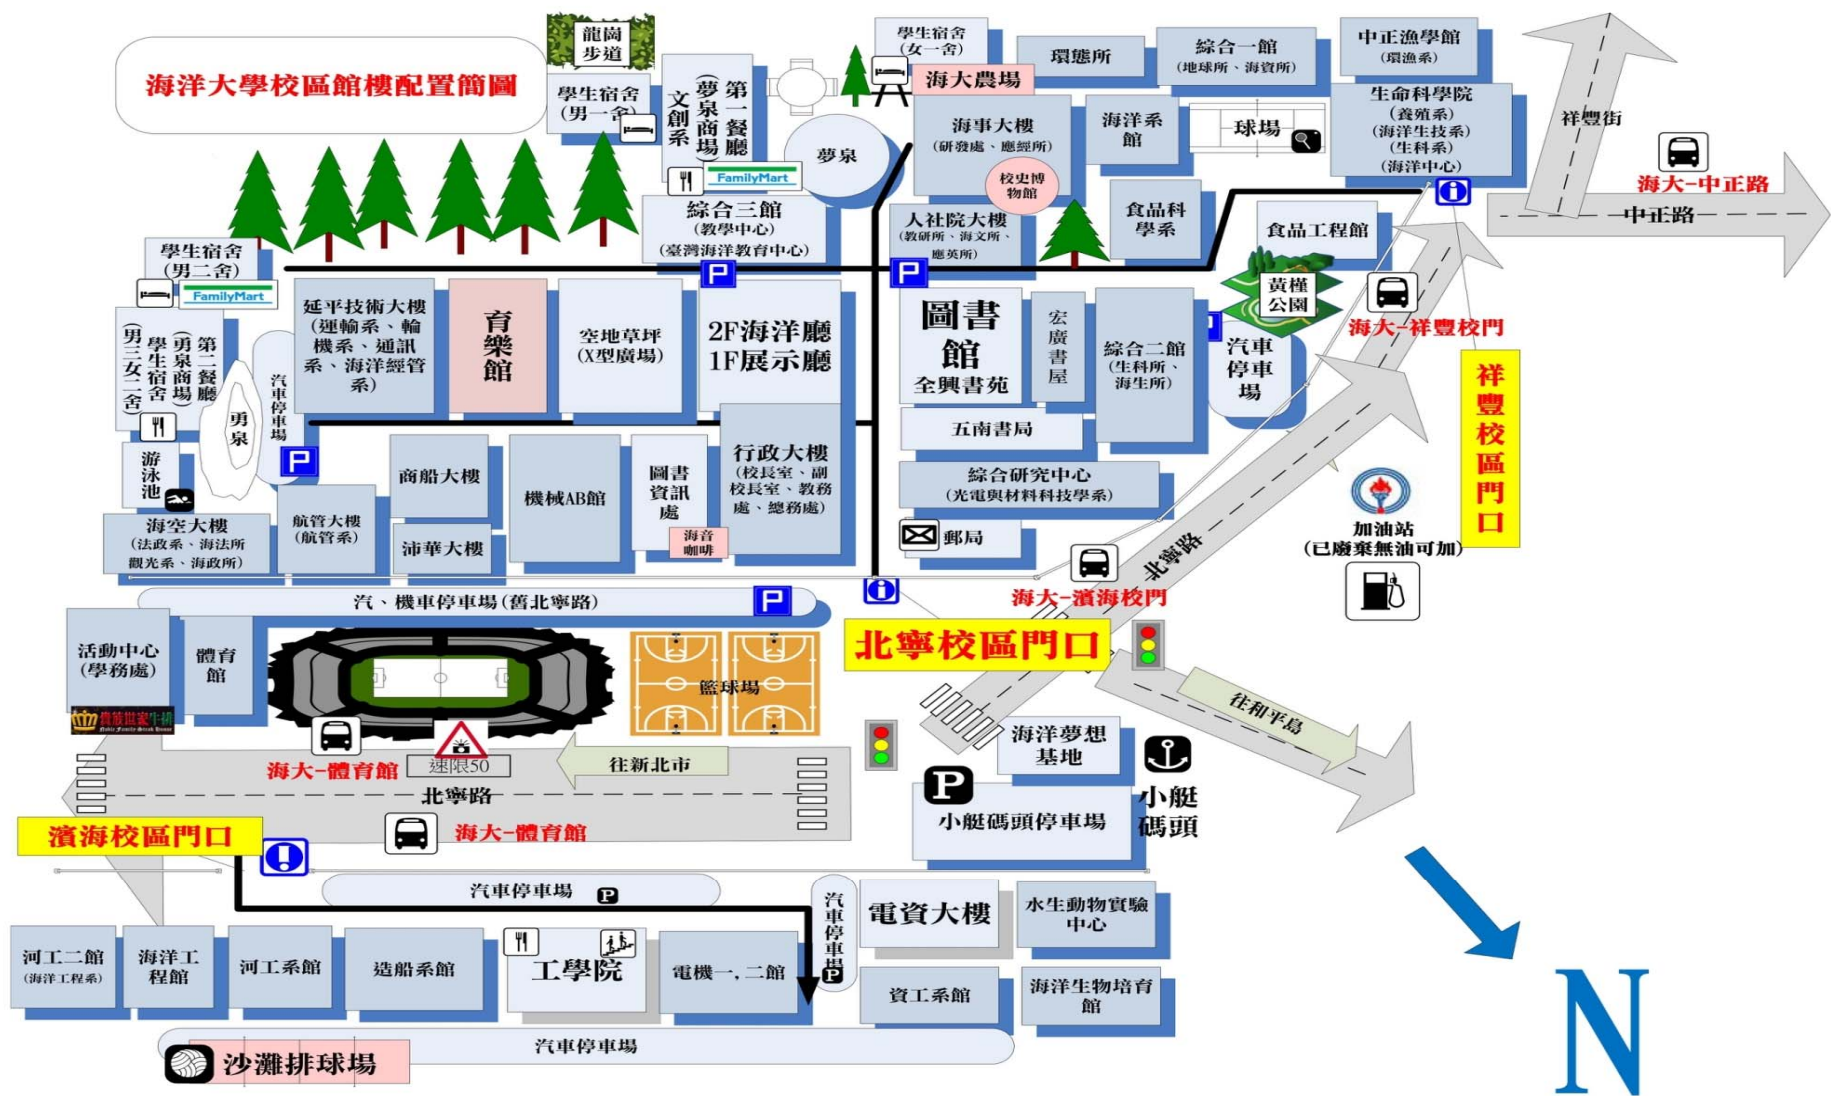 海洋大學校區館樓配置簡圖
龍崗
步道
學生宿舍
(男一舍)
第一餐廳
(夢泉商場)
文創系
FamilyMart
夢泉
學生宿舍
(女一舍)
海大農場
環態所
綜合一館
(地球所、海資所)
中正漁學館
(環漁系)
海事大樓
(研發處、應經所)
校史博
物館
海洋系
館
球場
生命科學院
(養殖系)
(海洋生技系)
(生科系)
(海洋中心)
祥豐街
海大-中正路
中正路
綜合三館
(教學中心)
(臺灣海洋教育中心)
人社院大樓
(教研所、海文所、
應英所)
食品科
學系
食品工程館
黃槿
公園
海大-祥豐校門
學生宿舍
(男二舍)
FamilyMart
第二餐廳
(勇泉商場)
學生宿舍
(男三女二舍)
勇泉
汽車停車場
延平技術大樓
(運輸系、輪
機系、通訊
系、海洋經管
系)
育樂館
空地草坪
(X型廣場)
2F海洋廳
1F展示廳
P
P
圖書
館
全興書苑
宏廣書屋
綜合二館
(生科所、
海生所)
汽車
停車
場
祥豐校區門口
五南書局
綜合研究中心
(光電與材料科技學系)
郵局
游泳池
P
海空大樓
(法政系、海法所
觀光系、海政所)
航管大樓
(航管系)
商船大樓
沛華大樓
機械AB館
圖書資訊處
海音
咖啡
行政大樓
(校長室、副
校長室、教務
處、總務處)
加油站
(已廢棄無油可加)
北寧路
海大-濱海校門
汽、機車停車場(舊北寧路)
P
北寧校區門口
活動中心
(學務處)
體育
館
貴族世家牛排
Noble Family Steak House
籃球場
往和平島
海大-體育館
速限50
往新北市
北寧路
海大-體育館
海洋夢想
基地
P
小艇碼頭停車場
小艇
碼頭
濱海校區門口
汽車停車場
P
汽車停車場
P
電資大樓
水生動物實驗
中心
河工二館
(海洋工程系)
海洋工
程館
河工系館
造船系館
工學院
電機一,二館
資工系館
海洋生物培育
館
汽車停車場
沙灘排球場
N